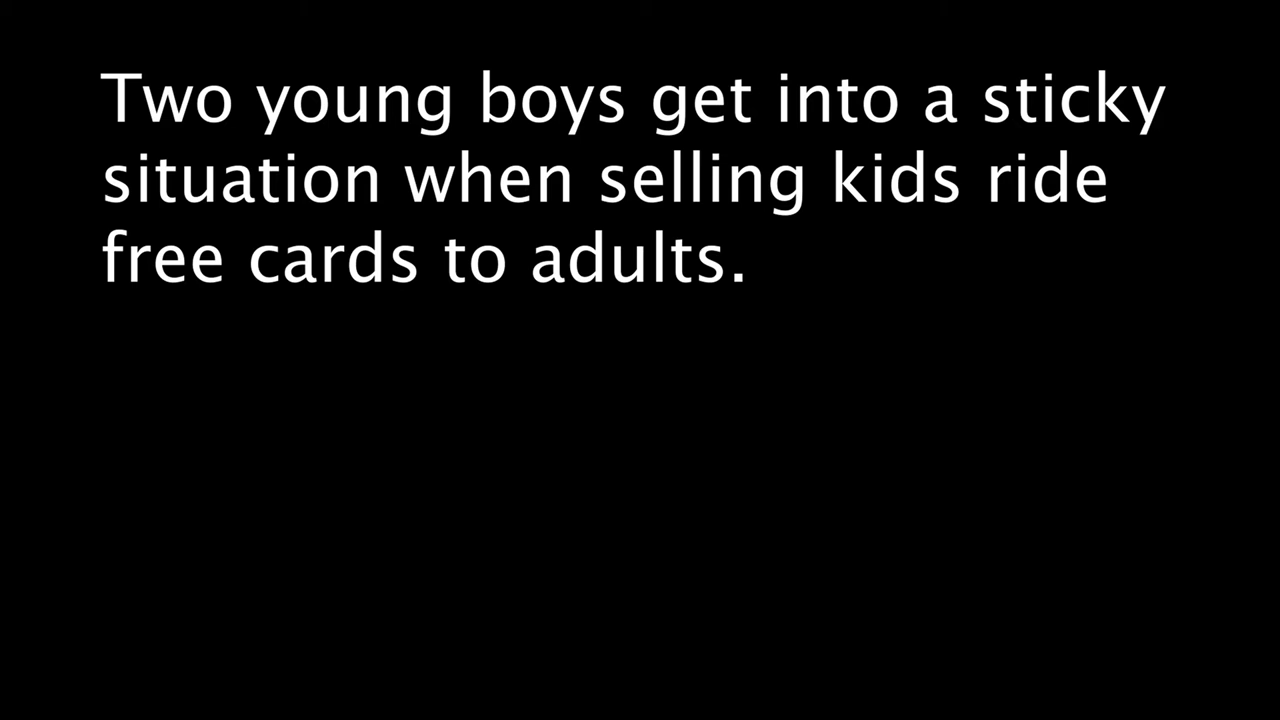 Two young boys get into a sticky
situation when selling kids ride
free cards to adults.